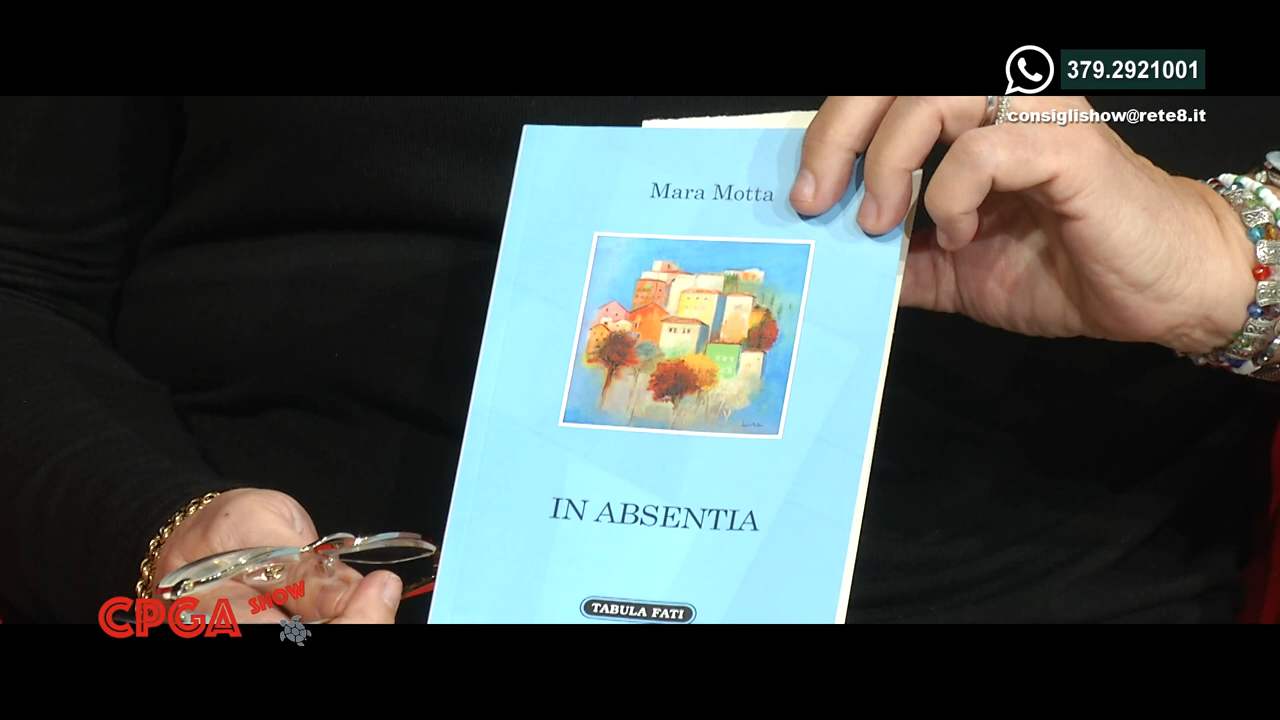 379.2921001
consiglishow@rete8.it
Mara Motta
IN ABSENTIA
TABULA FATI
CPGA SHOW